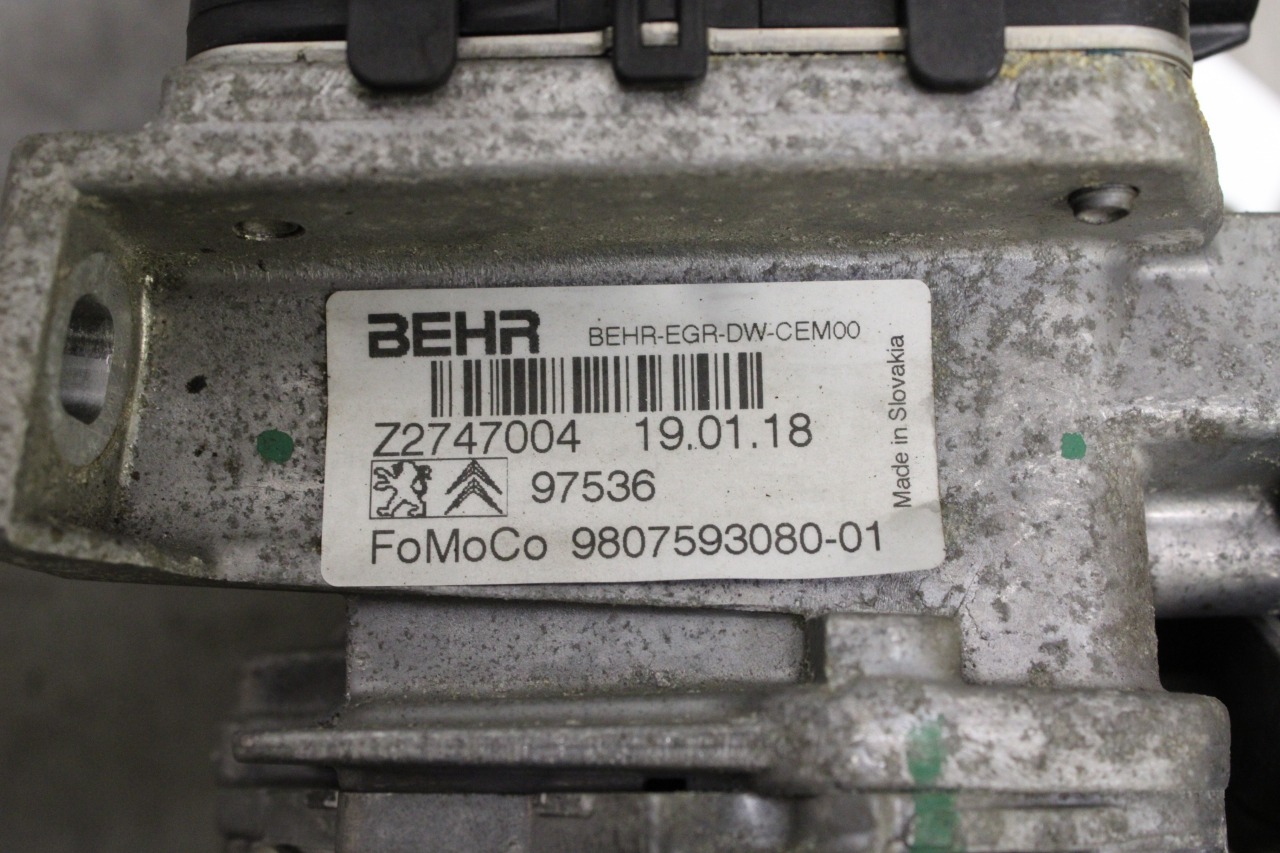 BEHR BEHR-EGR-DW-CEM00
Z2747004 19.01.18
97536
FoMoCo 9807593080-01
Made in Slovakia